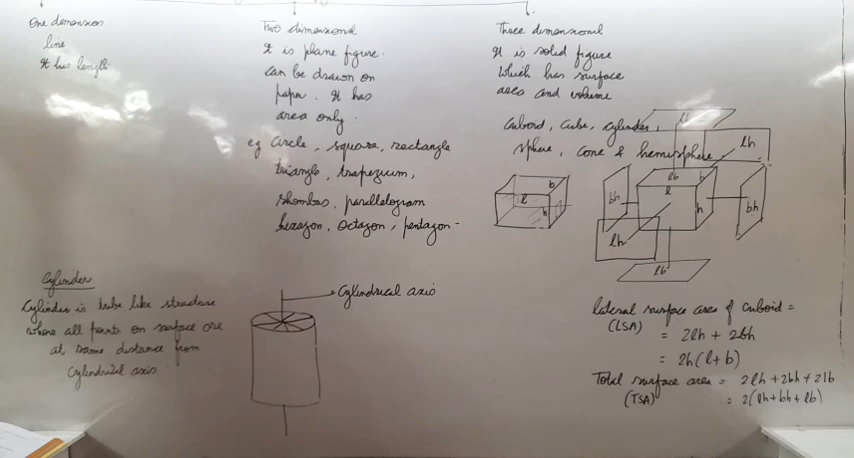 One dimension
line
It has length
Two dimensional
It is plane figure.
can be drawn on
paper. It has
area only.
eg Circle, square, rectangle
triangle, trapezium,
rhombus, parallelogram
hexagon, octagon, pentagon -
Three dimensional
It is solid figure
which has surface
area and volume
cuboid, cube, cylinder,
sphere, cone & hemisphere
b
l
h
lb
lh
lb
b
l
bh
h
bh
lh
lb
Cylinder
Cylinder is tube like structure
where all points on surface are
at same distance from
cylindrical axis
Cylindrical axis
lateral surface area of cuboid =
(LSA) = 2lh + 2bh
= 2h(l+b)
Total surface area = 2lh + 2bh + 2lb
(TSA) = 2(lh+bh+lb)